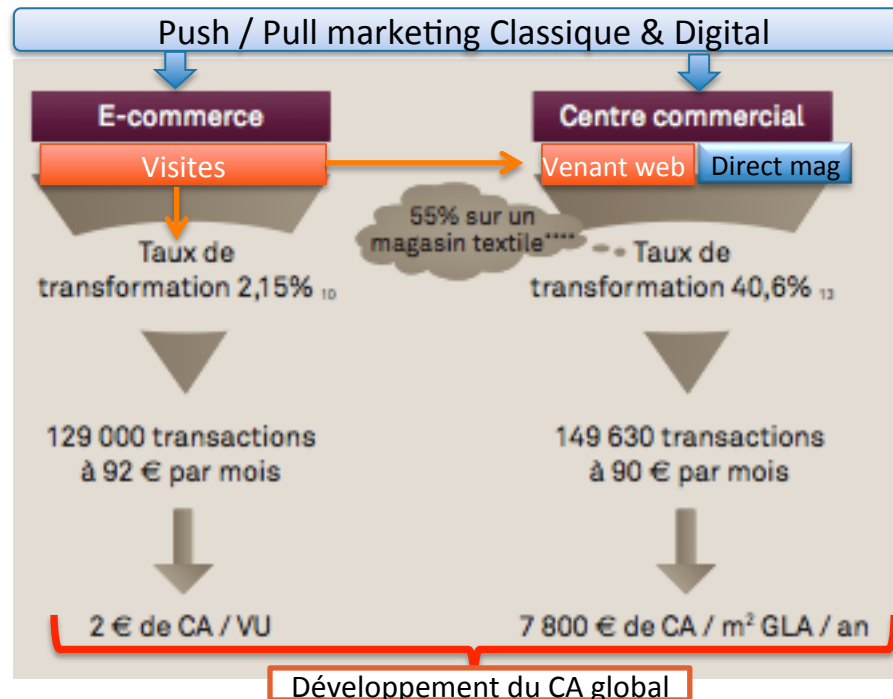 Push / Pull marketing Classique & Digital
E-commerce
Visites
Taux de
transformation 2,15% 10
129 000 transactions
à 92 € par mois
2 € de CA / VU
55% sur un
magasin textile****
Centre commercial
Venant web
Direct mag
Taux de
transformation 40,6% 13
149 630 transactions
à 90 € par mois
7 800 € de CA / m² GLA / an
Développement du CA global